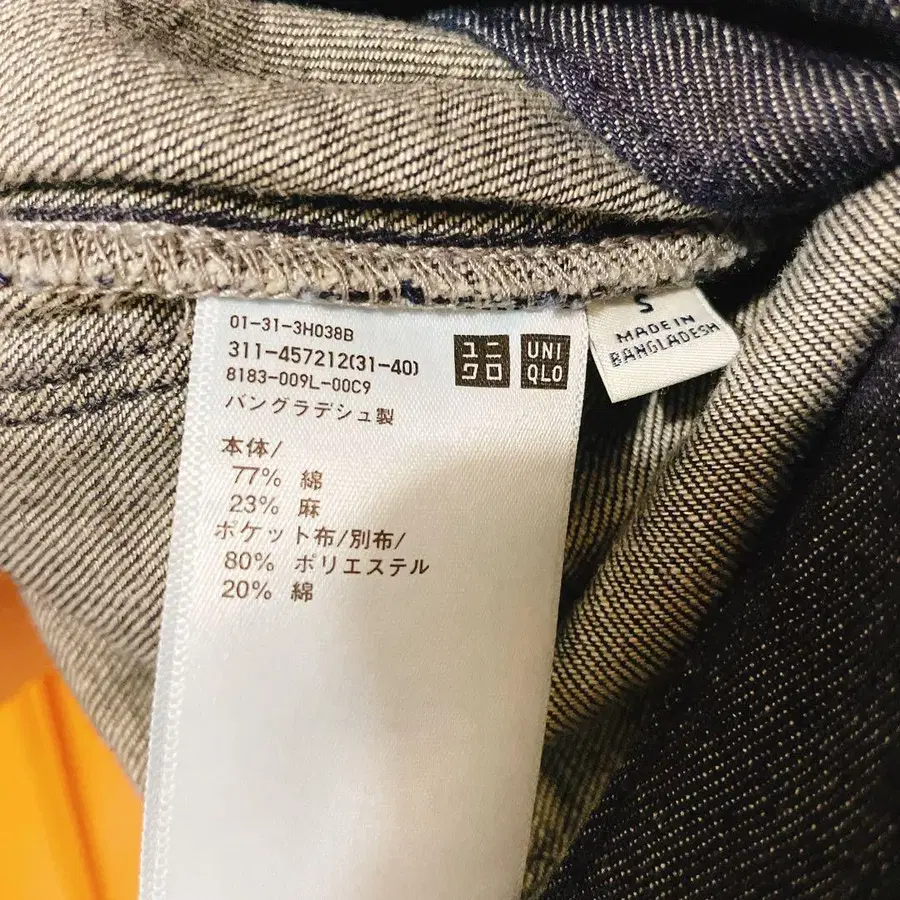 01-31-3H038B
311-457212(31-40)
8183-009L-00C9
バングラデシュ製
ユニ
クロ
UNI
QLO
S
MADE IN
BANGLADESH
本体/
77% 綿
23% 麻
ポケット布/別布/
80% ポリエステル
20% 綿